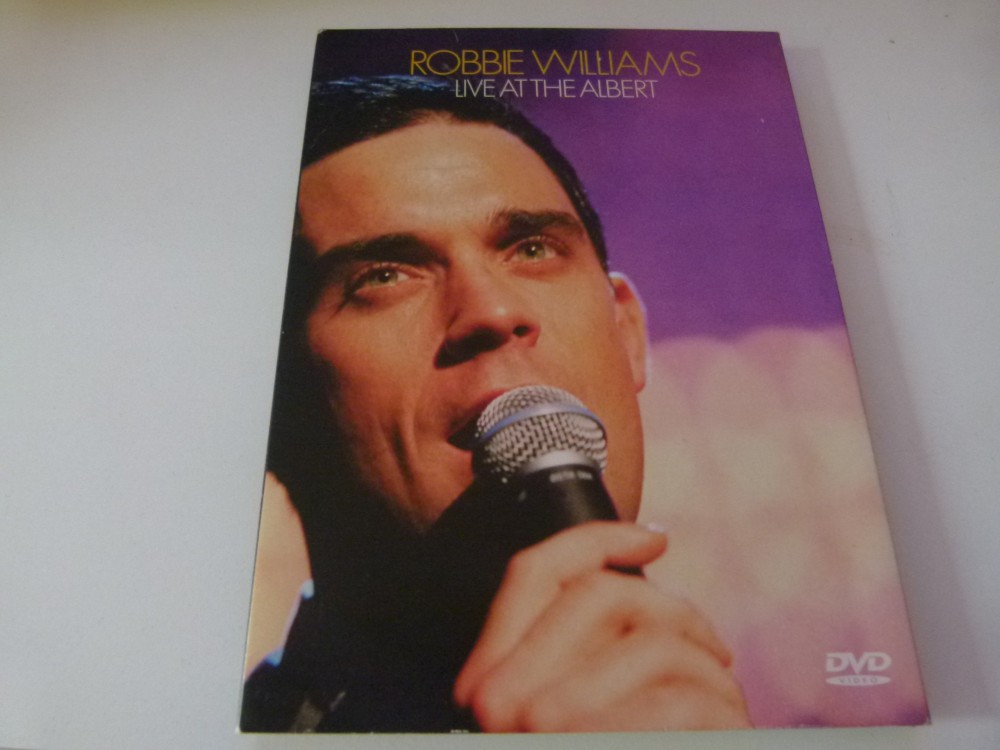 ROBBIE WILLIAMS
LIVE AT THE ALBERT
DVD
VIDEO